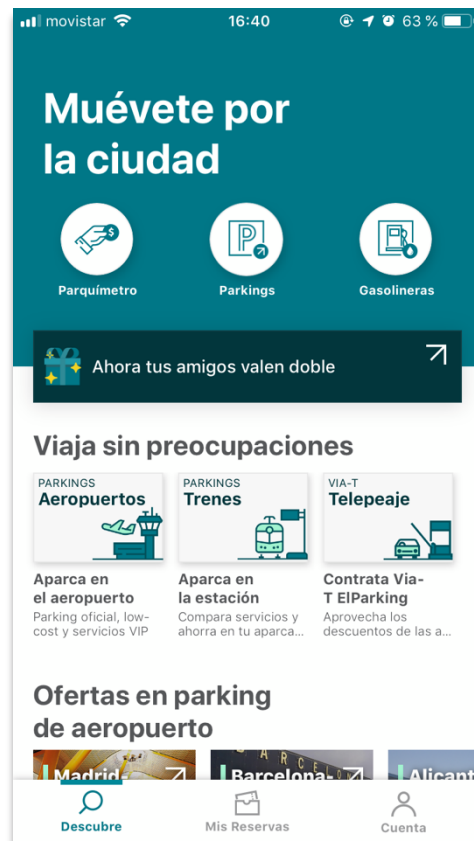 movistar 16:40 63 %
Muévete por
la ciudad
Parquímetro Parkings Gasolineras
Ahora tus amigos valen doble
Viaja sin preocupaciones
PARKINGS
Aeropuertos
Aparca en
el aeropuerto
Parking oficial, low-
cost y servicios VIP
PARKINGS
Trenes
Aparca en
la estación
Compara servicios y
ahorra en tu aparca...
VIA-T
Telepeaje
Contrata Via-
T ElParking
Aprovecha los
descuentos de las a...
Ofertas en parking
de aeropuerto
Madrid-
BARCELO
Barcelona-
Alicant
Descubre Mis Reservas Cuenta